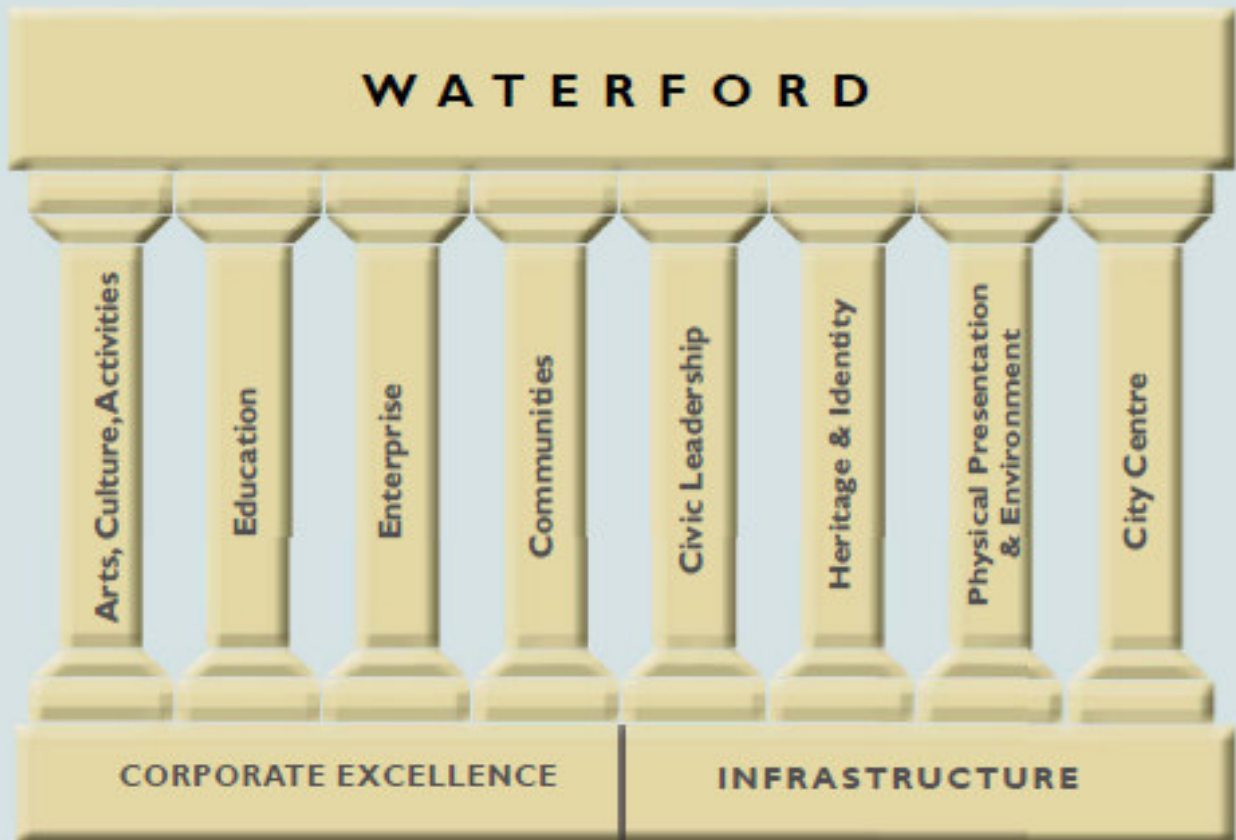 WATERFORD
Arts, Culture, Activities
Education
Enterprise
Communities
Civic Leadership
Heritage & Identity
Physical Presentation
& Environment
City Centre
CORPORATE EXCELLENCE
INFRASTRUCTURE